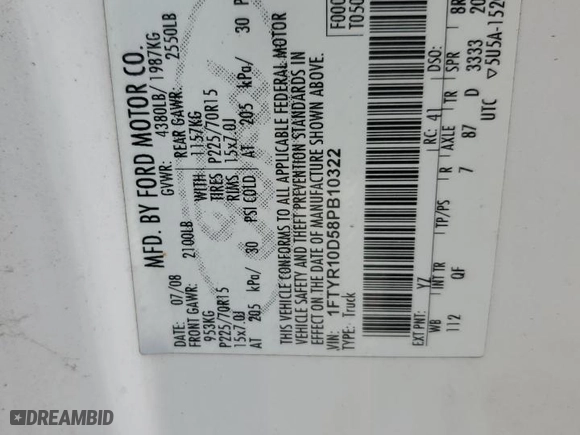 MFD. BY FORD MOTOR CO.
DATE: 07/08 GVWR: 4380LB/ 1987KG
FRONT GAWR: 2100LB REAR GAWR: 2550LB
953KG WITH 1157KG
P225/70R15 TIRES P225/70R15
15x7.0J RIMS 15x7.0J
AT 205 kPa/ 30 PSI COLD AT 205 kPa/ 30 P
THIS VEHICLE CONFORMS TO ALL APPLICABLE FEDERAL MOTOR
VEHICLE SAFETY AND THEFT PREVENTION STANDARDS IN
EFFECT ON THE DATE OF MANUFACTURE SHOWN ABOVE.
VIN: 1FTYR10D58PB10322
TYPE: Truck
F000
T050
EXT PNT: YZ RC: 41 DSO:
WB INT TR TP/PS R AXLE TR SPR
112 QF 7 87 D 3333
UTC ▽5U5A-152
DREAMBID